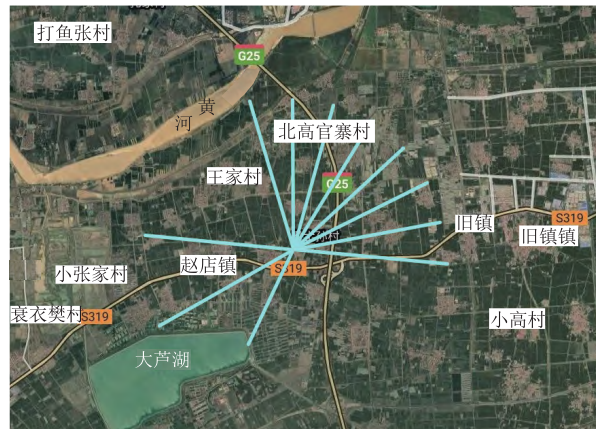 打鱼张村
G25
黄
河
北高官寨村
王家村
G25
旧镇
S319
旧镇镇
小张家村
赵店镇
S319
袁衣樊村
S319
小高村
大芦湖